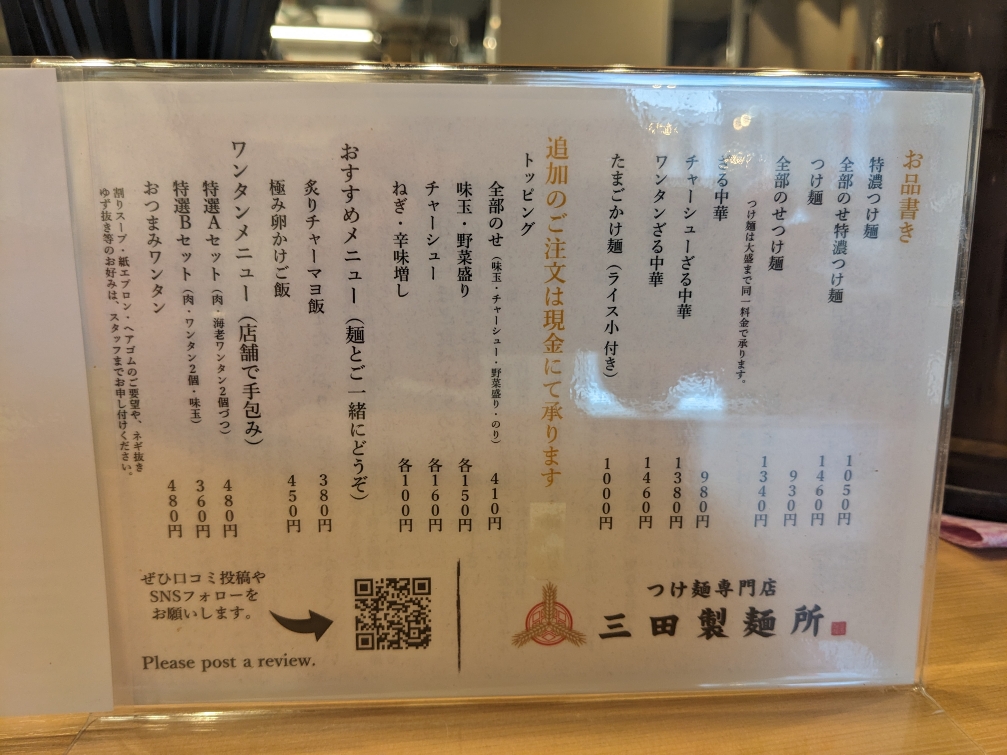 お品書き
特濃つけ麺 1050円
全部のせ特濃つけ麺 1460円
つけ麺 930円
全部のせつけ麺 1340円
つけ麺は大盛まで同一料金で承ります。
ざる中華 980円
チャーシューざる中華 1380円
ワンタンざる中華 1460円
たまごかけ麺（ライス小 付き） 1000円
追加のご注文は現金にて承ります
トッピング
全部のせ（味玉・チャーシュー・野菜盛り・のり） 410円
味玉・野菜盛り 各150円
チャーシュー 各160円
ねぎ・辛味増し 各100円
おすすめメニュー（麺とご一緒にどうぞ）
炙りチャーマヨ飯 380円
極み卵かけご飯 450円
ワンタンメニュー（店舗で手包み）
特選Aセット（肉・海老ワンタン2個づつ） 480円
特選Bセット（肉・ワンタン2個・味玉） 360円
おつまみワンタン 480円
割りスープ・紙エプロン・ヘアゴムのご要望や、ネギ抜き
ゆず抜き等のお好みは、スタッフまでお申し付けください。
ぜひ口コミ投稿や
SNSフォローを
お願いします。
Please post a review.
つけ麺専門店
三田製麺所